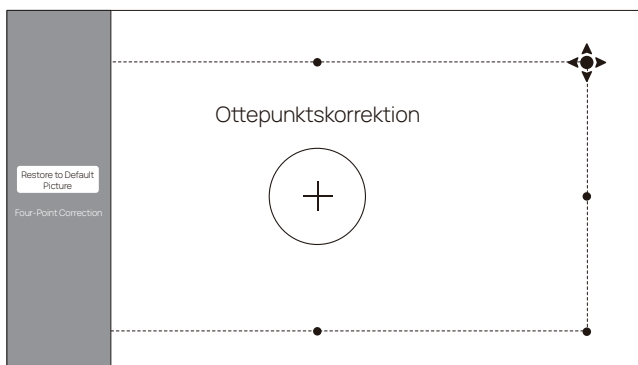 Ottepunktskorrektion
Restore to Default
Picture
Four-Point Correction